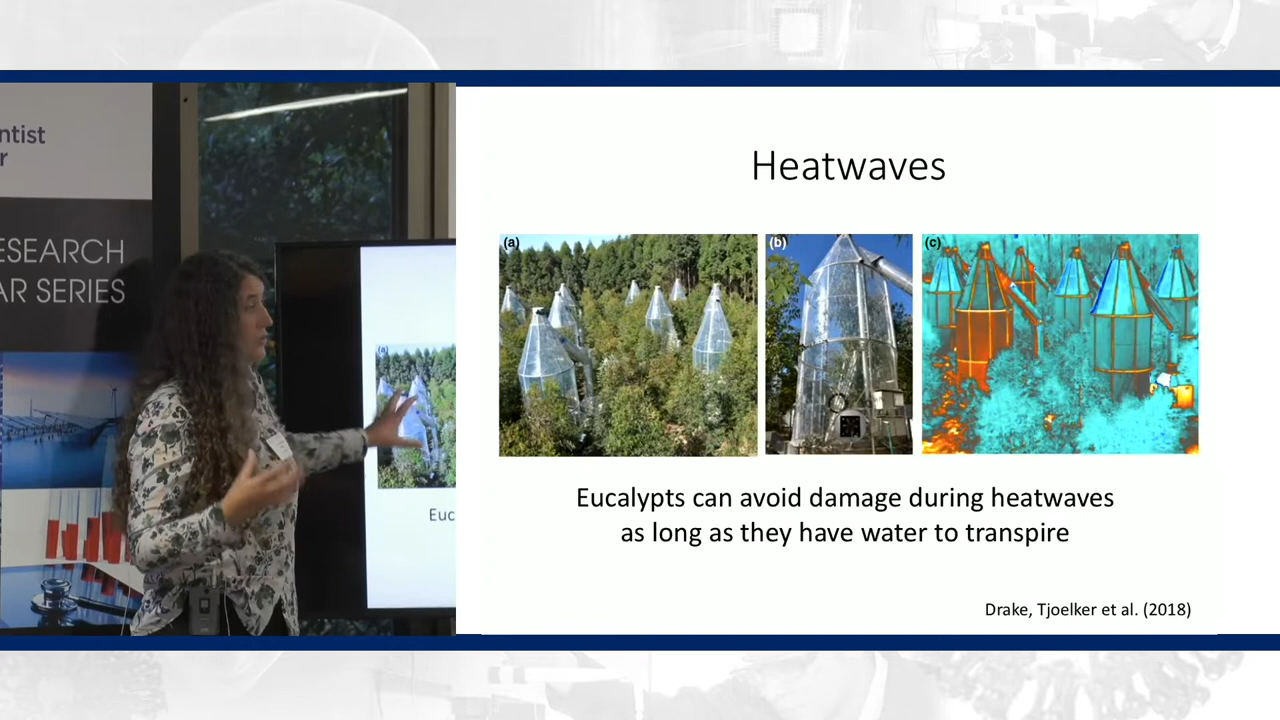 ntist
r
ESEARCH
AR SERIES
(a)
Euc
Heatwaves
(a)
(b)
(c)
Eucalypts can avoid damage during heatwaves
as long as they have water to transpire
Drake, Tjoelker et al. (2018)